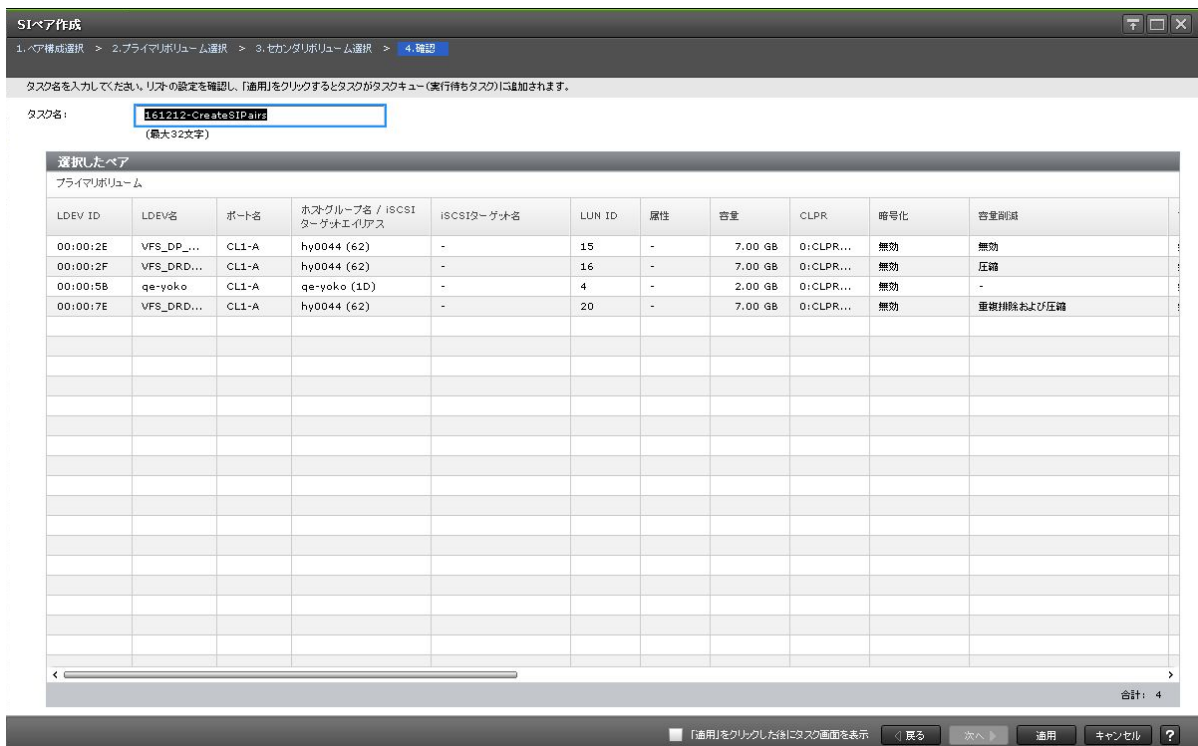 SIペア作成
1.ペア構成選択 > 2.プライマリボリューム選択 > 3.セカンダリボリューム選択 > 4.確認
タスク名を入力してください。リストの設定を確認し、「適用」をクリックするとタスクがタスクキュー(実行待ちタスク)に追加されます。
タスク名: 161212-CreateSIPairs
(最大32文字)
選択したペア
プライマリボリューム
LDEV ID LDEV名 ポート名 ホストグループ名 / iSCSI ターゲットエイリアス iSCSIターゲット名 LUN ID 属性 容量 CLPR 暗号化 容量削減
00:00:2E VFS_DP_... CL1-A hy0044 (62) - 15 - 7.00 GB 0:CLPR... 無効 無効
00:00:2F VFS_DRD... CL1-A hy0044 (62) - 16 - 7.00 GB 0:CLPR... 無効 圧縮
00:00:5B qe-yoko CL1-A qe-yoko (1D) - 4 - 2.00 GB 0:CLPR... 無効 -
00:00:7E VFS_DRD... CL1-A hy0044 (62) - 20 - 7.00 GB 0:CLPR... 無効 重複排除および圧縮
合計: 4
「適用」をクリックした後にタスク画面を表示 戻る 次へ 適用 キャンセル ?